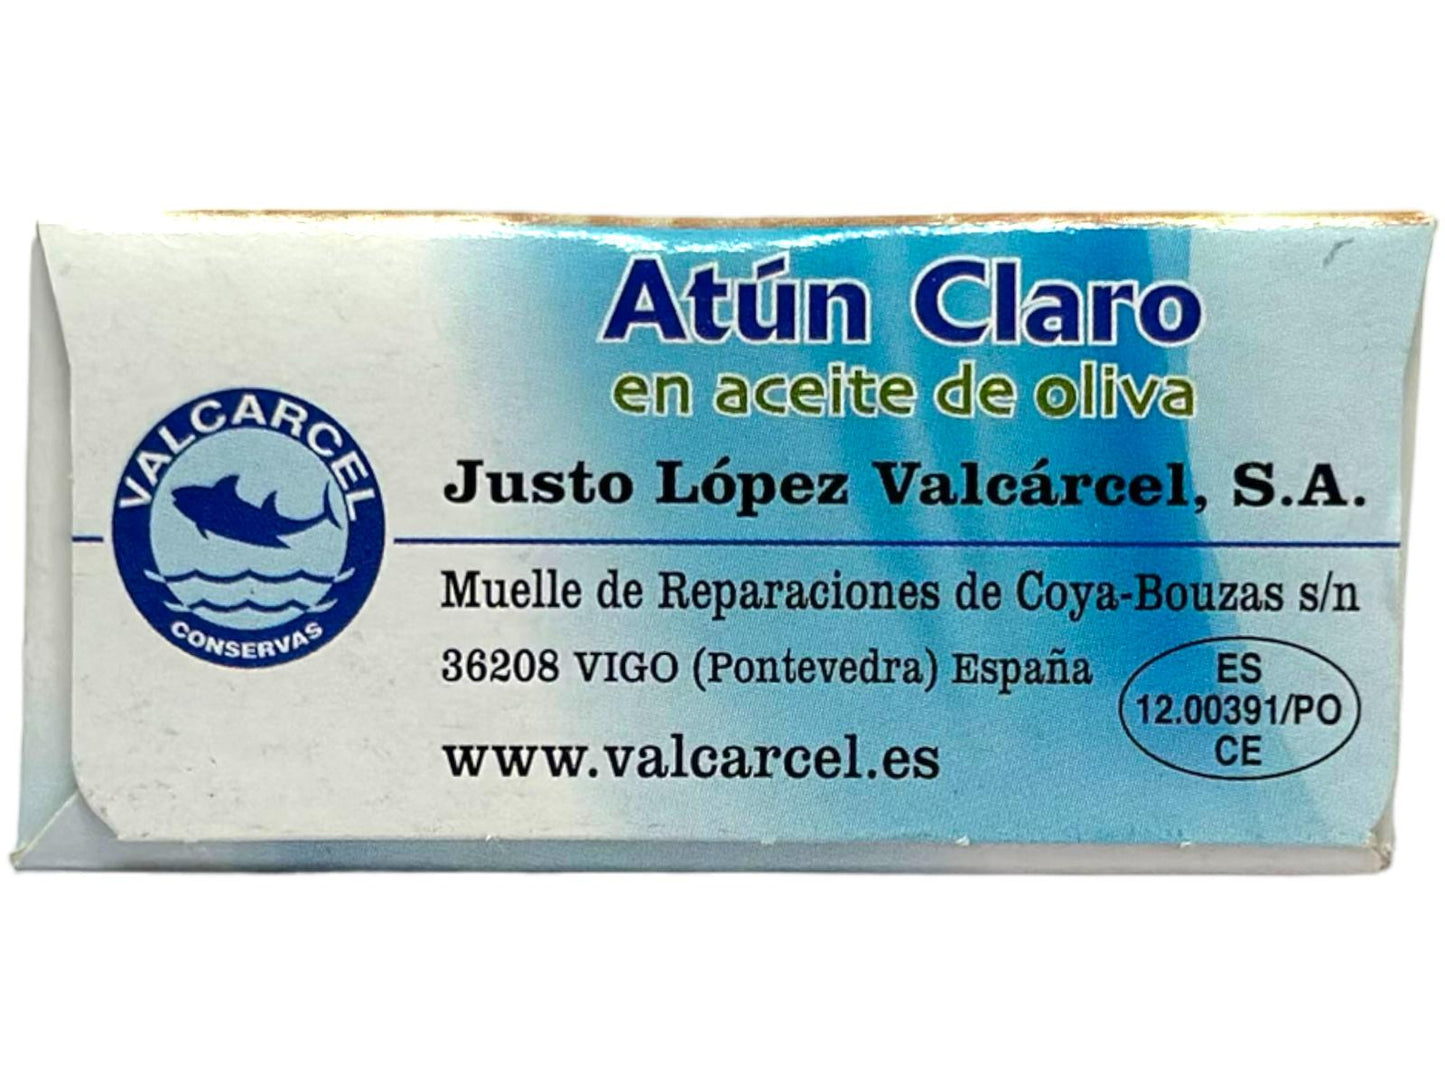 Atún Claro
en aceite de oliva
VALCARCEL
CONSERVAS
Justo López Valcárcel, S.A.
Muelle de Reparaciones de Coya-Bouzas s/n
36208 VIGO (Pontevedra) España
www.valcarcel.es
ES
12.00391/PO
CE